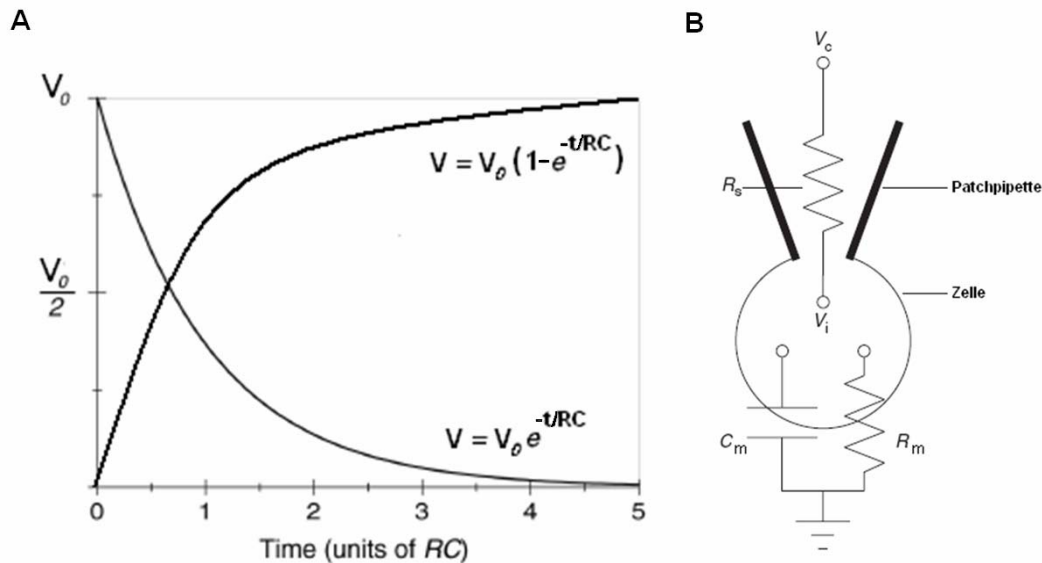 A
V₀
V₀
2
V = V₀ (1-e^-t/RC)
V = V₀ e^-t/RC
0 1 2 3 4 5
Time (units of RC)
B
Vc
Rs
Patchpipette
Vi
Zelle
Cm
Rm